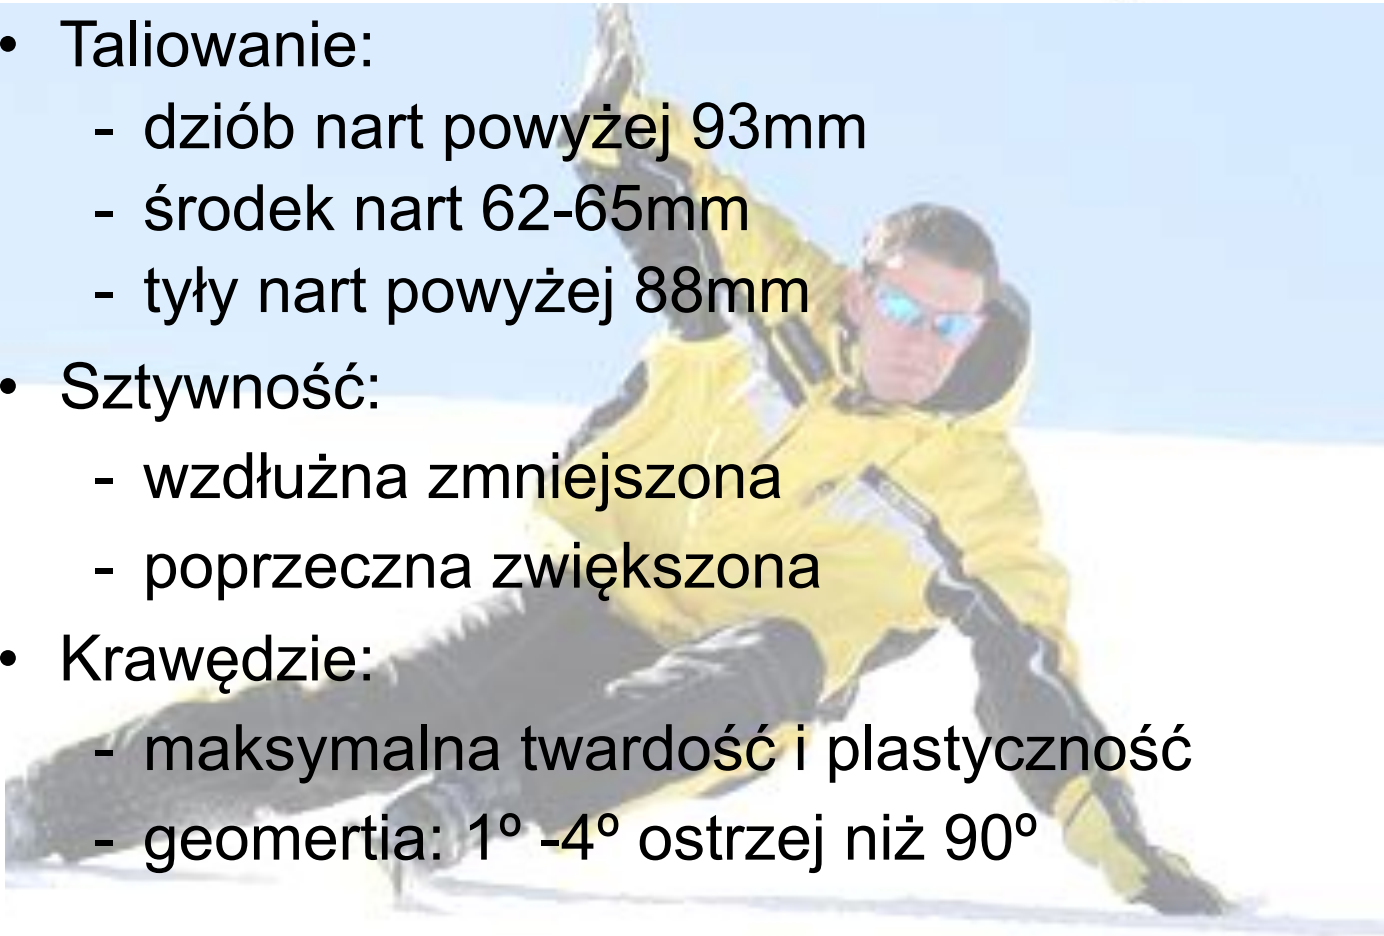 • Taliowanie:
- dziób nart powyżej 93mm
- środek nart 62-65mm
- tyły nart powyżej 88mm
• Sztywność:
- wzdłużna zmniejszona
- poprzeczna zwiększona
• Krawędzie:
- maksymalna twardość i plastyczność
- geomertia: 1º -4º ostrzej niż 90º